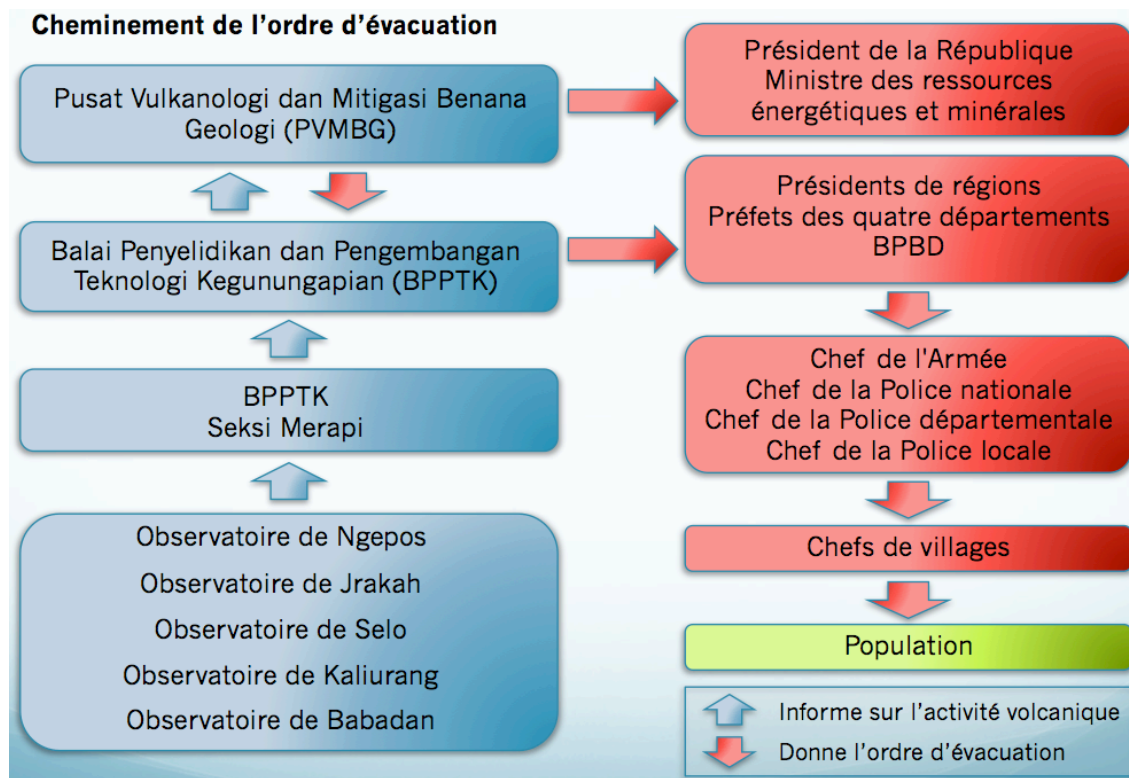 Cheminement de l'ordre d'évacuation
Pusat Vulkanologi dan Mitigasi Benana
Geologi (PVMBG)
Président de la République
Ministre des ressources
énergétiques et minérales
Balai Penyelidikan dan Pengembangan
Teknologi Kegunungapian (BPPTK)
Présidents de régions
Préfets des quatre départements
BPBD
BPPTK
Seksi Merapi
Chef de l'Armée
Chef de la Police nationale
Chef de la Police départementale
Chef de la Police locale
Observatoire de Ngepos
Observatoire de Jrakah
Observatoire de Selo
Observatoire de Kaliurang
Observatoire de Babadan
Chefs de villages
Population
Informe sur l'activité volcanique
Donne l'ordre d'évacuation